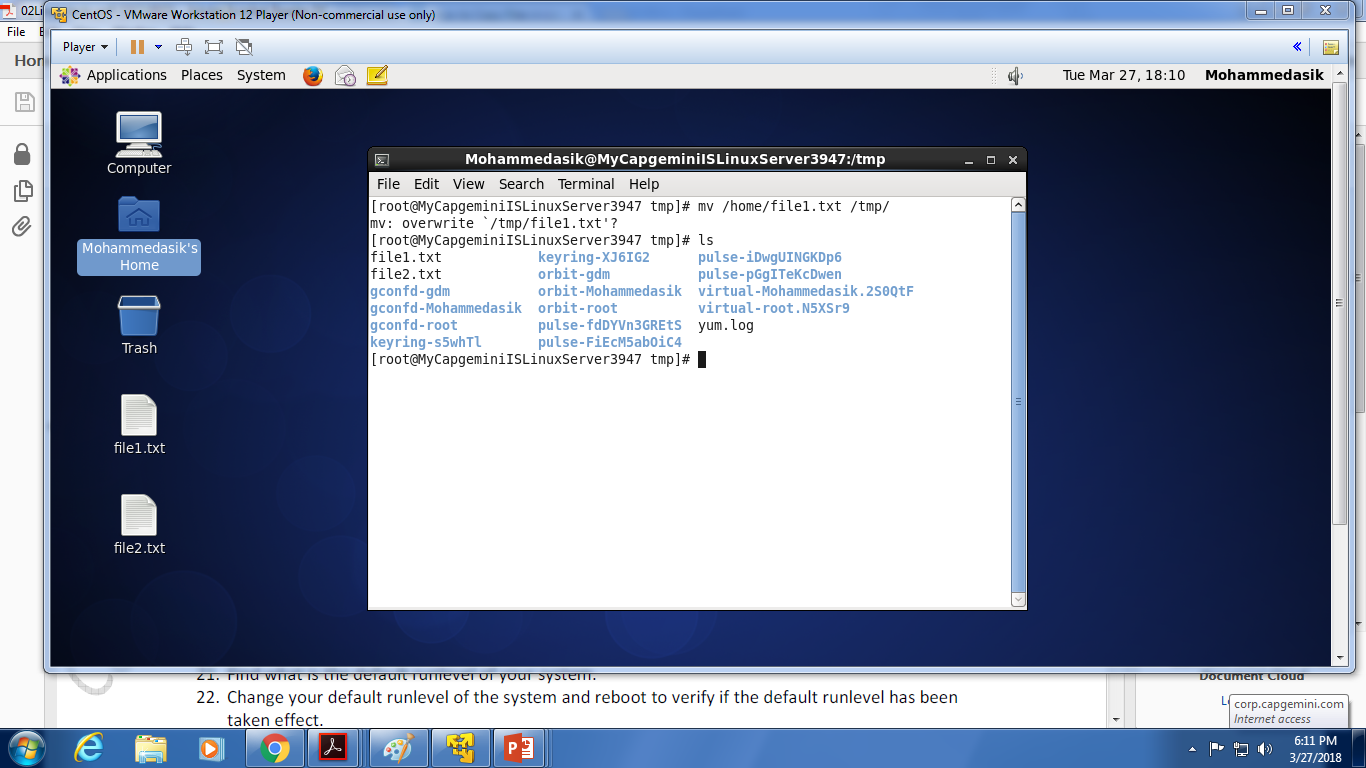 02Li
CentOS - VMware Workstation 12 Player (Non-commercial use only)
File
Player
Hon
Applications Places System
Tue Mar 27, 18:10 Mohammedasik
Computer
Mohammedasik's
Home
Trash
file1.txt
file2.txt
Mohammedasik@MyCapgeminiISLinuxServer3947:/tmp
File Edit View Search Terminal Help
[root@MyCapgeminiISLinuxServer3947 tmp]# mv /home/file1.txt /tmp/
mv: overwrite `/tmp/file1.txt'?
[root@MyCapgeminiISLinuxServer3947 tmp]# ls
file1.txt keyring-XJ6IG2 pulse-iDwgUINGKDp6
file2.txt orbit-gdm pulse-pGgITeKcDwen
gconfd-gdm orbit-Mohammedasik virtual-Mohammedasik.2S0QtF
gconfd-Mohammedasik orbit-root virtual-root.N5XSr9
gconfd-root pulse-fdDYVn3GREtS yum.log
keyring-s5whTl pulse-FiEcM5abOiC4
[root@MyCapgeminiISLinuxServer3947 tmp]#
21. Find what is the default runlevel of your system.
22. Change your default runlevel of the system and reboot to verify if the default runlevel has been
taken effect.
Document Cloud
corp.capgemini.com
Internet access
6:11 PM
3/27/2018